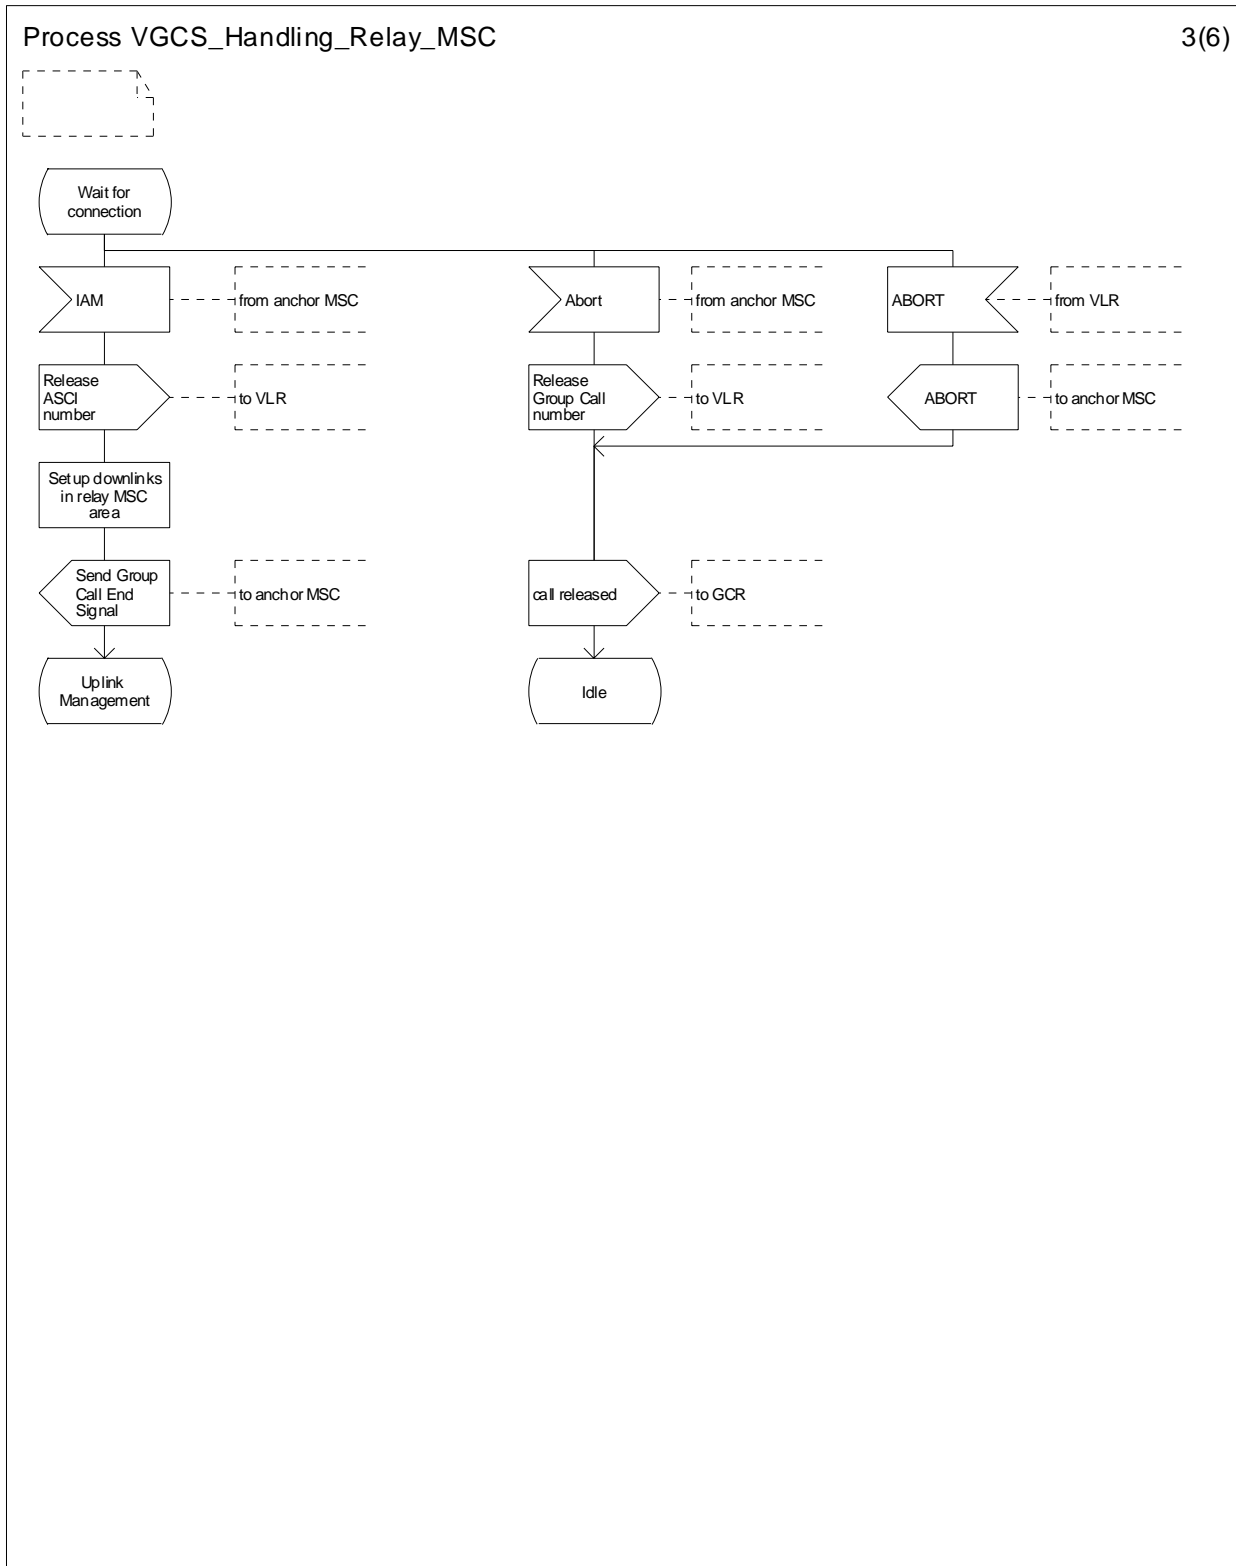 Process VGCS_Handling_Relay_MSC
3(6)
Wait for
connection
IAM
from anchor MSC
Abort
from anchor MSC
ABORT
from VLR
Release
ASCI
number
to VLR
Release
Group Call
number
to VLR
ABORT
to anchor MSC
Set up downlinks
in relay MSC
area
Send Group
Call End
Signal
to anchor MSC
call released
to GCR
Uplink
Management
Idle